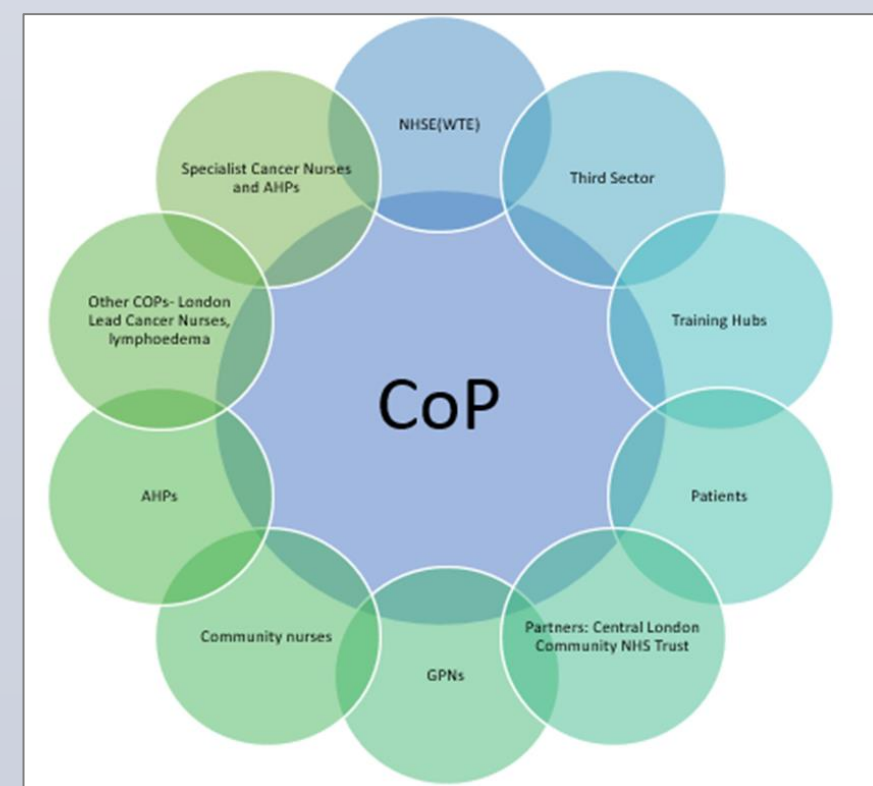 NHSE(WTE)
Third Sector
Training Hubs
Patients
Partners: Central London
Community NHS Trust
GPNs
Community nurses
AHPs
Other COPs- London
Lead Cancer Nurses,
lymphoedema
Specialist Cancer Nurses
and AHPs
CoP